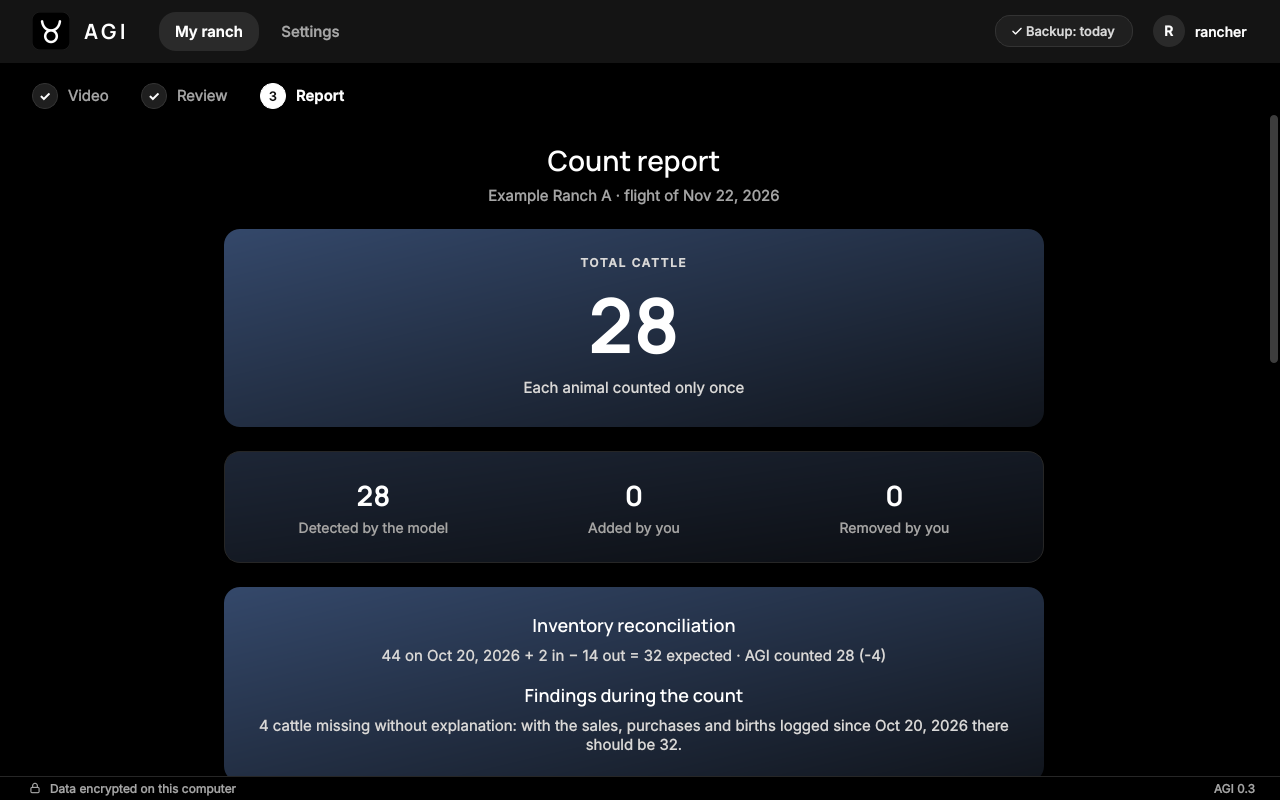 AGI
My ranch
Settings
✓ Backup: today
R
rancher
Video
Review
3
Report
Count report
Example Ranch A · flight of Nov 22, 2026
TOTAL CATTLE
28
Each animal counted only once
28
Detected by the model
0
Added by you
0
Removed by you
Inventory reconciliation
44 on Oct 20, 2026 + 2 in − 14 out = 32 expected · AGI counted 28 (-4)
Findings during the count
4 cattle missing without explanation: with the sales, purchases and births logged since Oct 20, 2026 there
should be 32.
Data encrypted on this computer
AGI 0.3